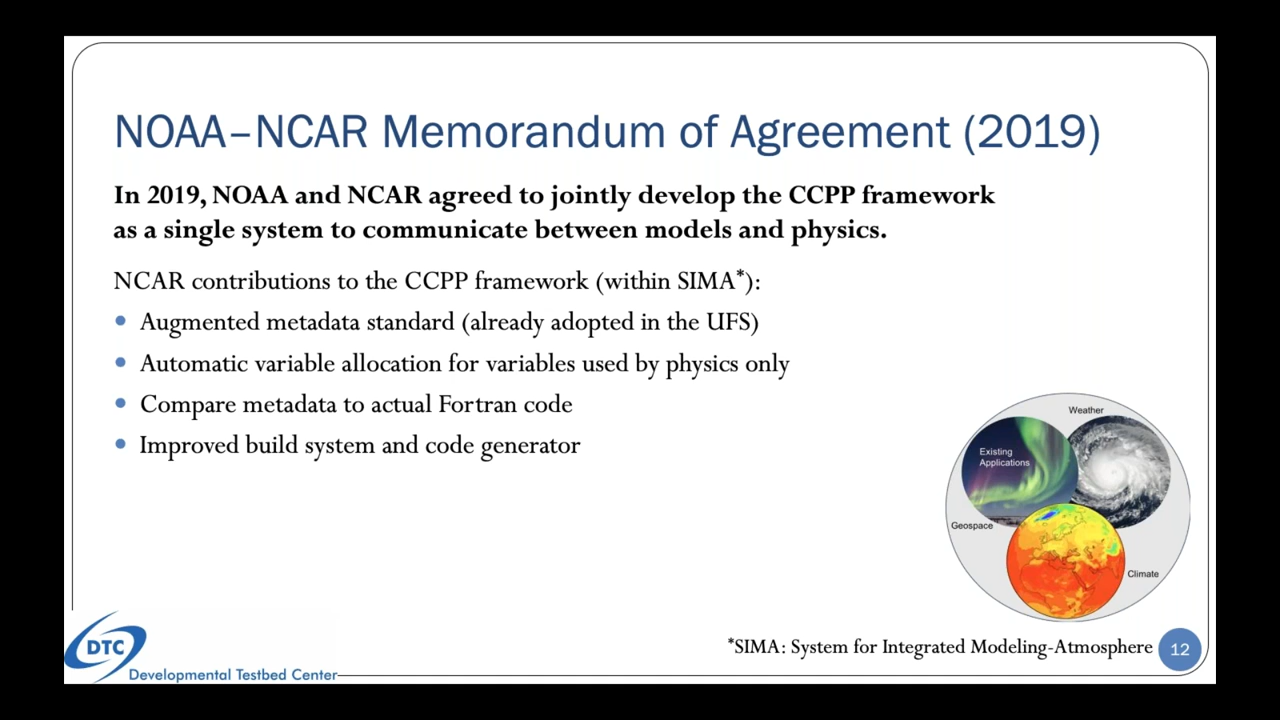 NOAA–NCAR Memorandum of Agreement (2019)
In 2019, NOAA and NCAR agreed to jointly develop the CCPP framework
as a single system to communicate between models and physics.
NCAR contributions to the CCPP framework (within SIMA*):
• Augmented metadata standard (already adopted in the UFS)
• Automatic variable allocation for variables used by physics only
• Compare metadata to actual Fortran code
• Improved build system and code generator
Weather
Existing
Applications
Geospace
Climate
*SIMA: System for Integrated Modeling-Atmosphere
12
DTC
Developmental Testbed Center